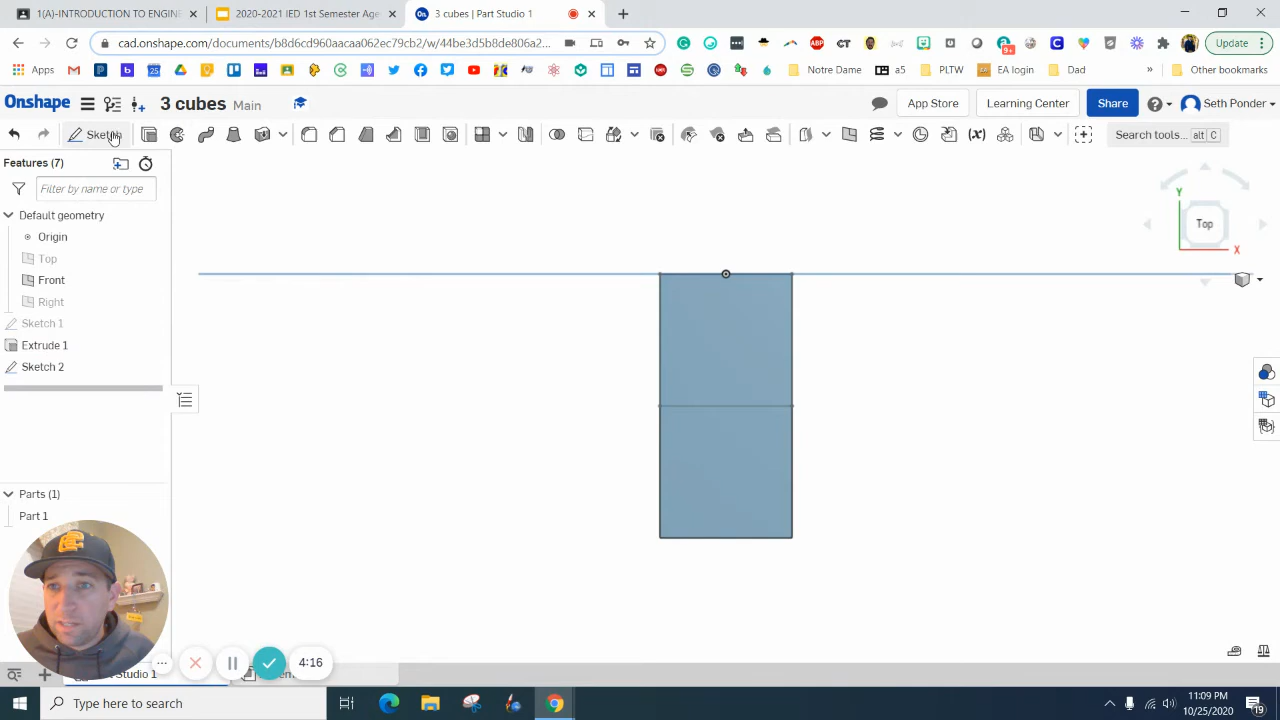 1(A)-INTRODUCTION TO ENGINE
2020-2021 IED 1st Semester Age
3 cubes | Part Studio 1
cad.onshape.com/documents/b8d6cd960aacaa062ec79cb2/w/44be3d5b8de806a2...
Update
Apps
Notre Dame
a5
PLTW
EA login
Dad
Other bookmarks
Onshape
3 cubes Main
App Store
Learning Center
Share
Seth Ponder
Sketch
Search tools... alt C
Features (7)
Filter by name or type
Default geometry
Origin
Top
Front
Right
Sketch 1
Extrude 1
Sketch 2
Parts (1)
Part 1
Y
Top
X
4:16
Studio 1
Type here to search
11:09 PM
10/25/2020